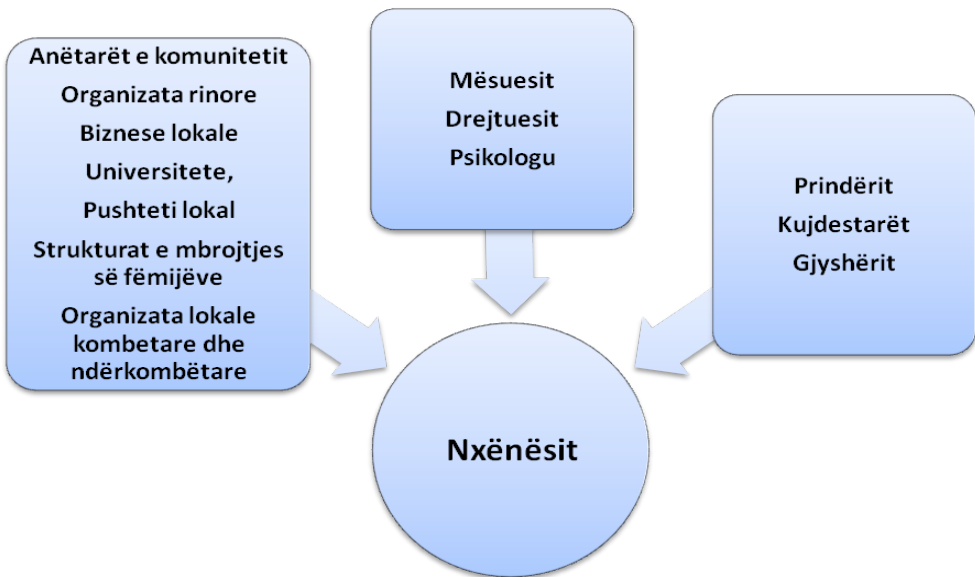 Anëtarët e komunitetit
Organizata rinore
Biznese lokale
Universitete,
Pushteti lokal
Strukturat e mbrojtjes
së fëmijëve
Organizata lokale
kombetare dhe
ndërkombëtare
Mësuesit
Drejtuesit
Psikologu
Prindërit
Kujdestarët
Gjyshërit
Nxënësit